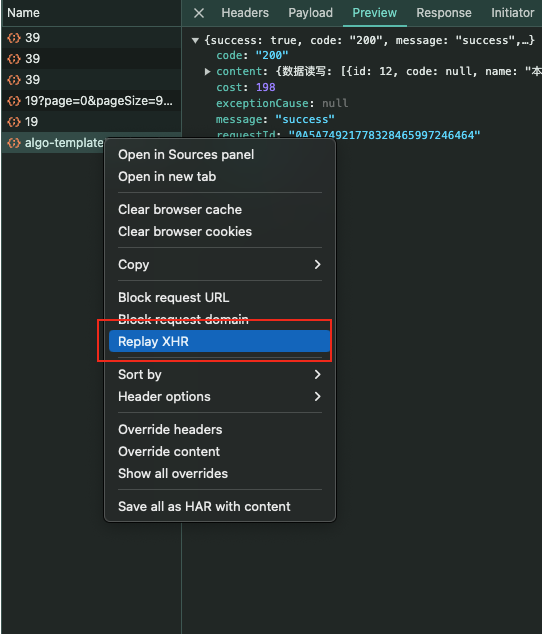 Name
Headers Payload Preview Response Initiator
39
39
39
19?page=0&pageSize=9...
19
algo-template
{success: true, code: "200", message: "success",…}
code: "200"
content: {数据读写: [{id: 12, code: null, name: "本
cost: 198
exceptionCause: null
message: "success"
requestId: "0A5A74921778328465997246464"
Open in Sources panel
Open in new tab
Clear browser cache
Clear browser cookies
Copy
Block request URL
Block request domain
Replay XHR
Sort by
Header options
Override headers
Override content
Show all overrides
Save all as HAR with content